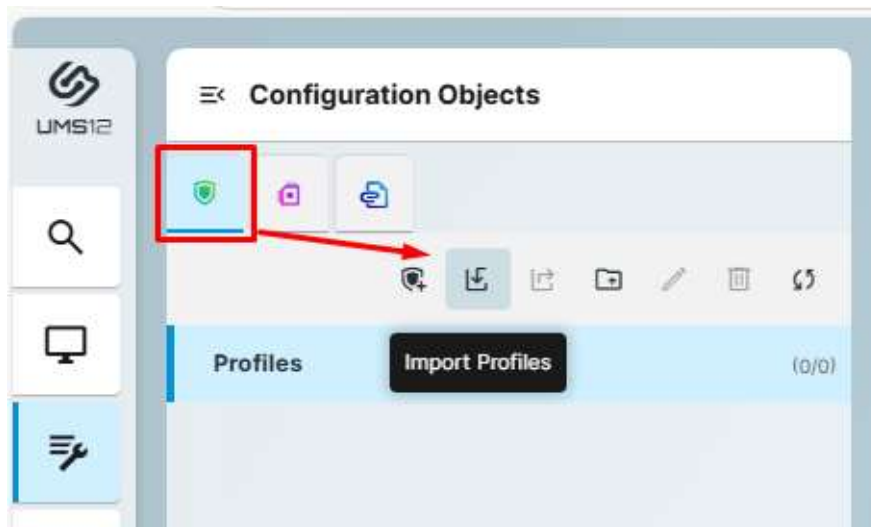 UMS12
Configuration Objects
Profiles
Import Profiles
(0/0)